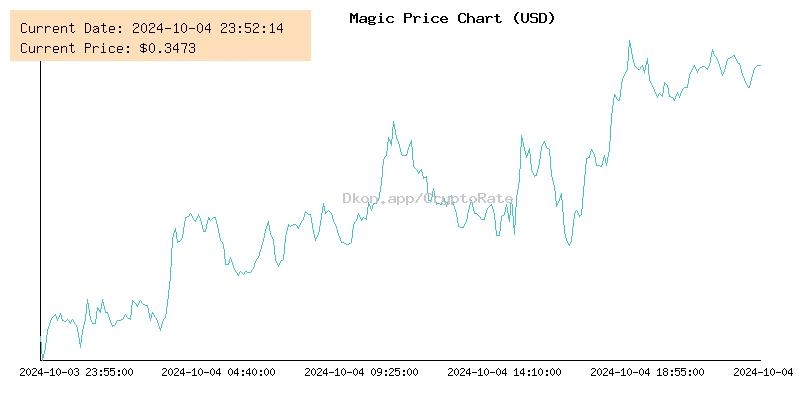 Magic Price Chart (USD)
Current Date: 2024-10-04 23:52:14
Current Price: $0.3473
Dkop.app/CryptoRate
2024-10-03 23:55:00 2024-10-04 04:40:00 2024-10-04 09:25:00 2024-10-04 14:10:00 2024-10-04 18:55:00 2024-10-04